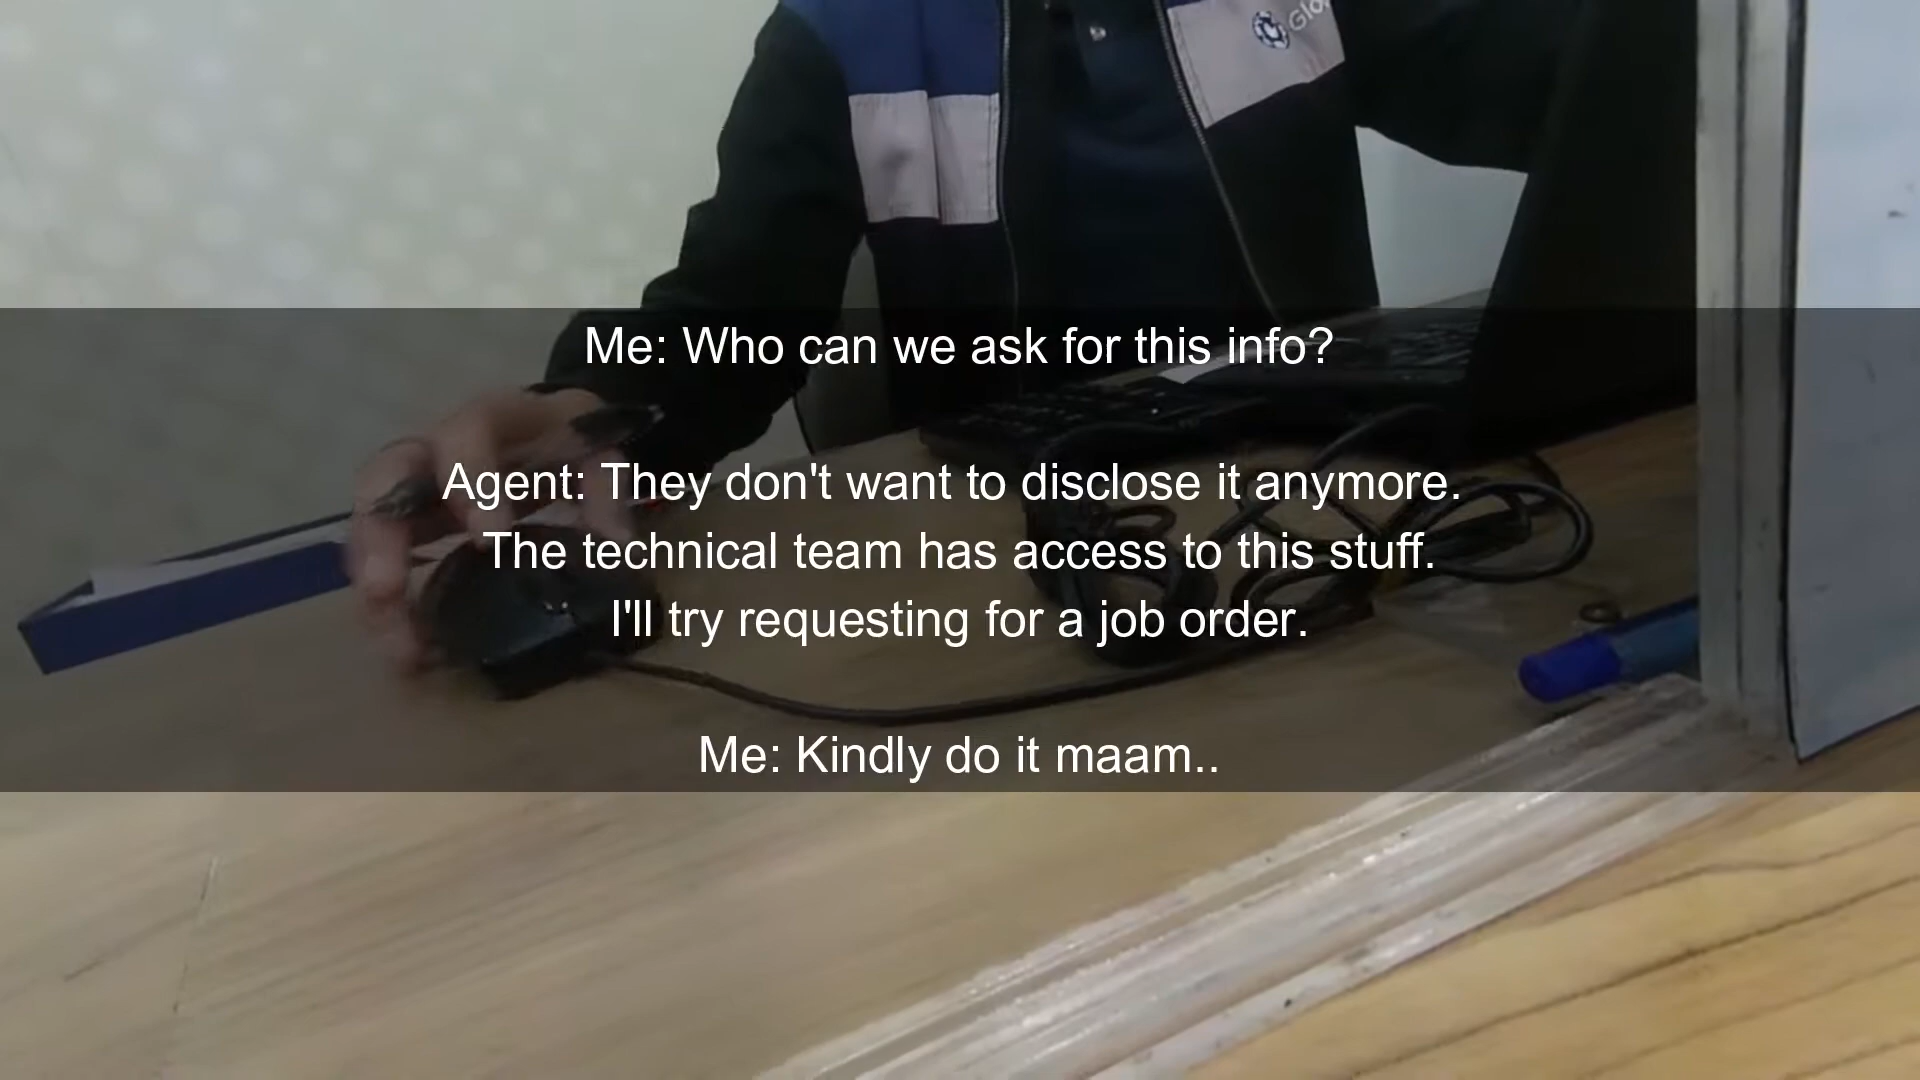 Glo
Me: Who can we ask for this info?
Agent: They don't want to disclose it anymore.
The technical team has access to this stuff.
I'll try requesting for a job order.
Me: Kindly do it maam..